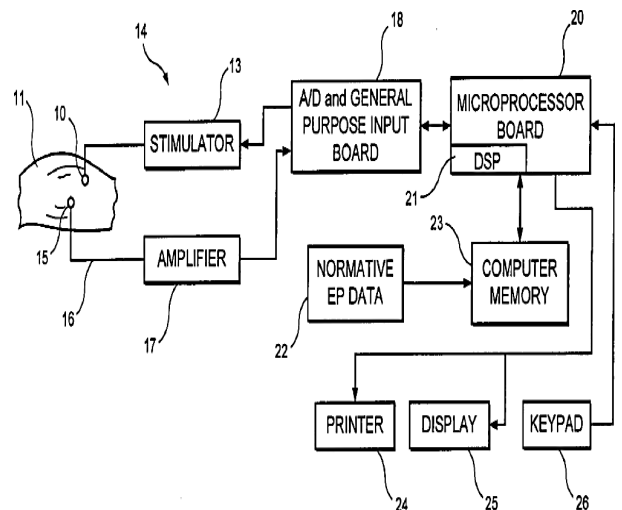 14
18
20
11
10
13
STIMULATOR
A/D and GENERAL
PURPOSE INPUT
BOARD
MICROPROCESSOR
BOARD
DSP
21
15
16
AMPLIFIER
17
23
NORMATIVE
EP DATA
22
COMPUTER
MEMORY
PRINTER
DISPLAY
KEYPAD
24
25
26